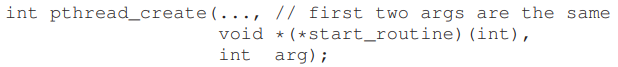 int pthread_create(..., // first two args are the same
void *(*start_routine)(int),
int arg);